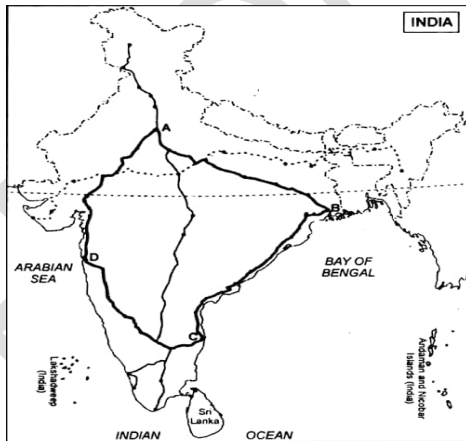 INDIA
A
B
ARABIAN
SEA
D
BAY OF
BENGAL
C
Lakshadweep
(India)
Andaman and Nicobar
Islands (India)
Sri
Lanka
INDIAN OCEAN